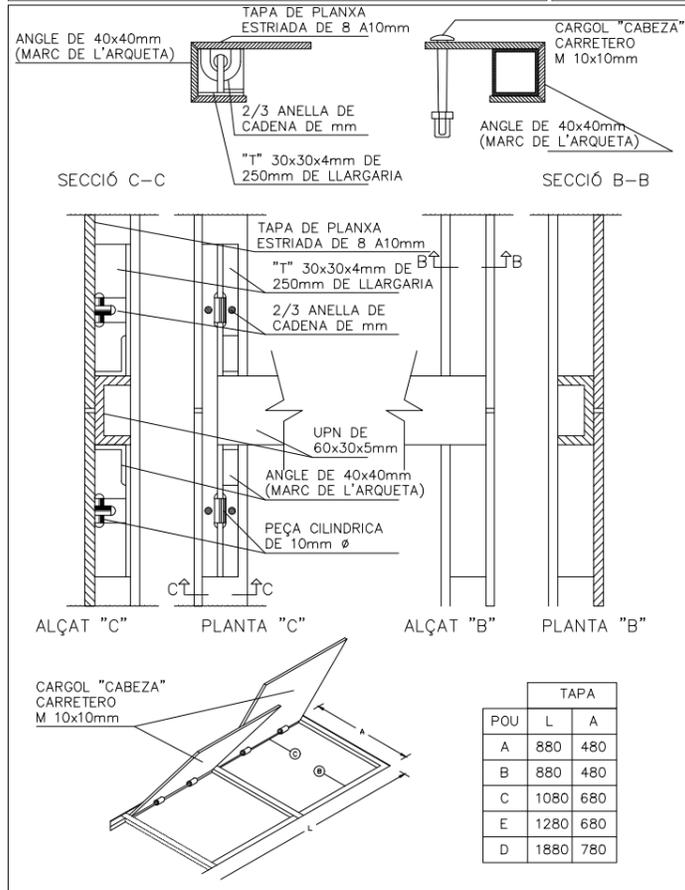 TAPA DE PLANXA
ESTRIADA DE 8 A10mm
ANGLE DE 40x40mm
(MARC DE L'ARQUETA)
CARGOL "CABEZA"
CARRETERO
M 10x10mm
2/3 ANELLA DE
CADENA DE mm
ANGLE DE 40x40mm
(MARC DE L'ARQUETA)
"T" 30x30x4mm DE
250mm DE LLARGARIA
SECCIÓ C-C
SECCIÓ B-B
TAPA DE PLANXA
ESTRIADA DE 8 A10mm
B B
"T" 30x30x4mm DE
250mm DE LLARGARIA
2/3 ANELLA DE
CADENA DE mm
UPN DE
60x30x5mm
ANGLE DE 40x40mm
(MARC DE L'ARQUETA)
PEÇA CILINDRICA
DE 10mm ø
C C
ALÇAT "C" PLANTA "C" ALÇAT "B" PLANTA "B"
CARGOL "CABEZA"
CARRETERO
M 10x10mm
A
C
B
L
TAPA
POU L A
A 880 480
B 880 480
C 1080 680
E 1280 680
D 1880 780